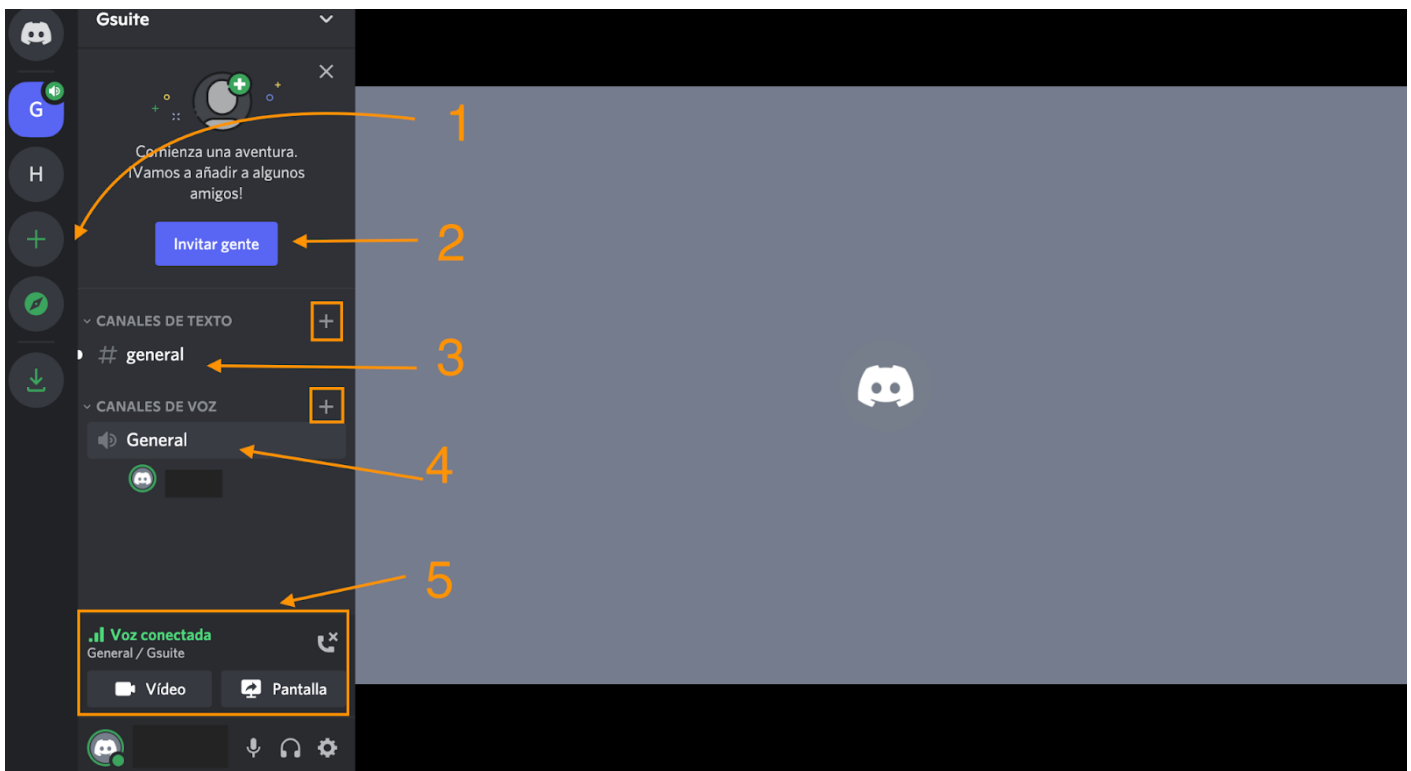 Gsuite
G
H
Comienza una aventura.
¡Vamos a añadir a algunos
amigos!
Invitar gente
CANALES DE TEXTO
# general
CANALES DE VOZ
General
Voz conectada
General / Gsuite
Vídeo
Pantalla
1
2
3
4
5